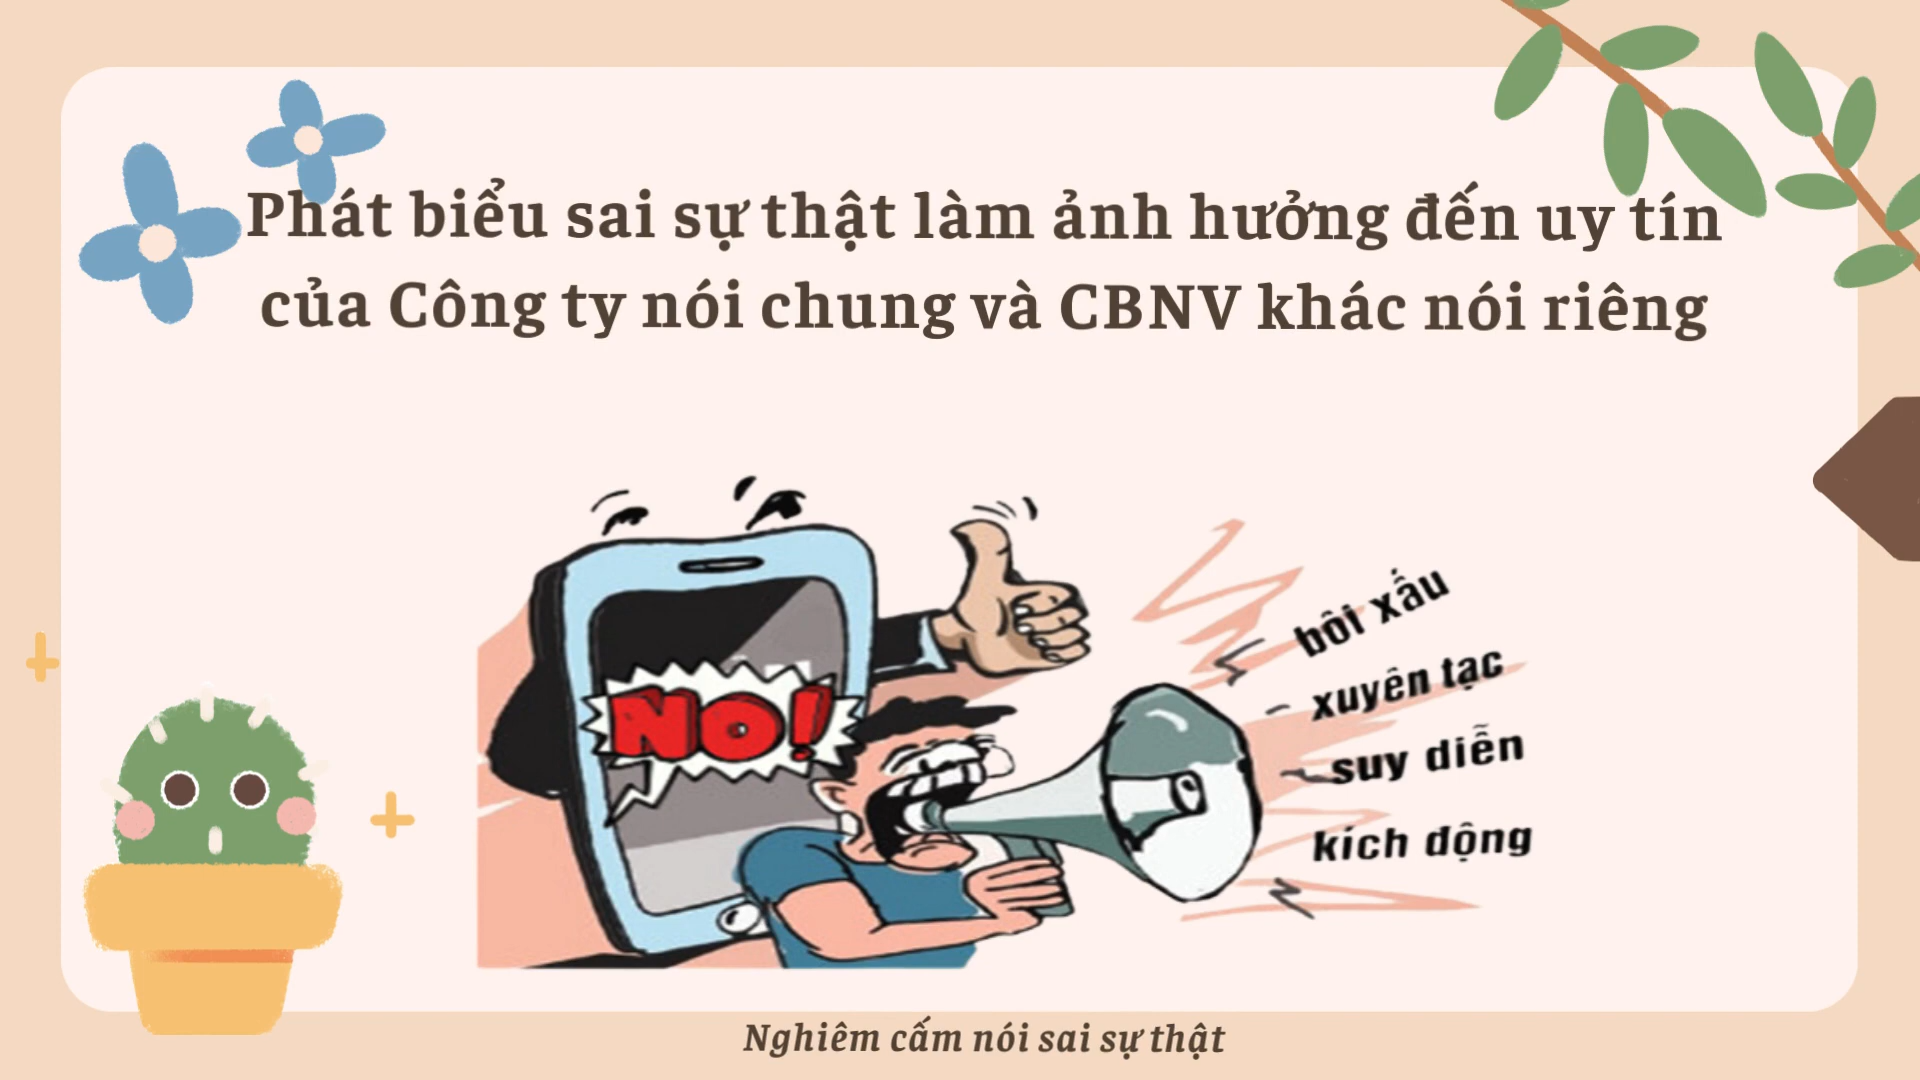 Phát biểu sai sự thật làm ảnh hưởng đến uy tín
của Công ty nói chung và CBNV khác nói riêng
NO!
bôi xấu
xuyên tạc
suy diễn
kích động
Nghiêm cấm nói sai sự thật